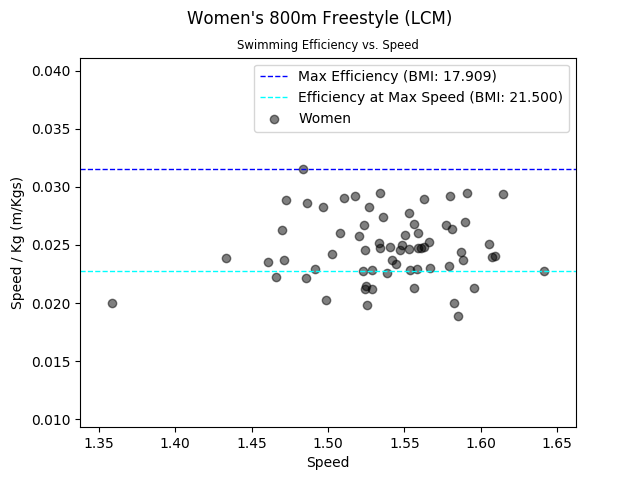 Women's 800m Freestyle (LCM)
Swimming Efficiency vs. Speed
Max Efficiency (BMI: 17.909)
Efficiency at Max Speed (BMI: 21.500)
Women
Speed / Kg (m/Kgs)
0.040
0.035
0.030
0.025
0.020
0.015
0.010
1.35 1.40 1.45 1.50 1.55 1.60 1.65
Speed